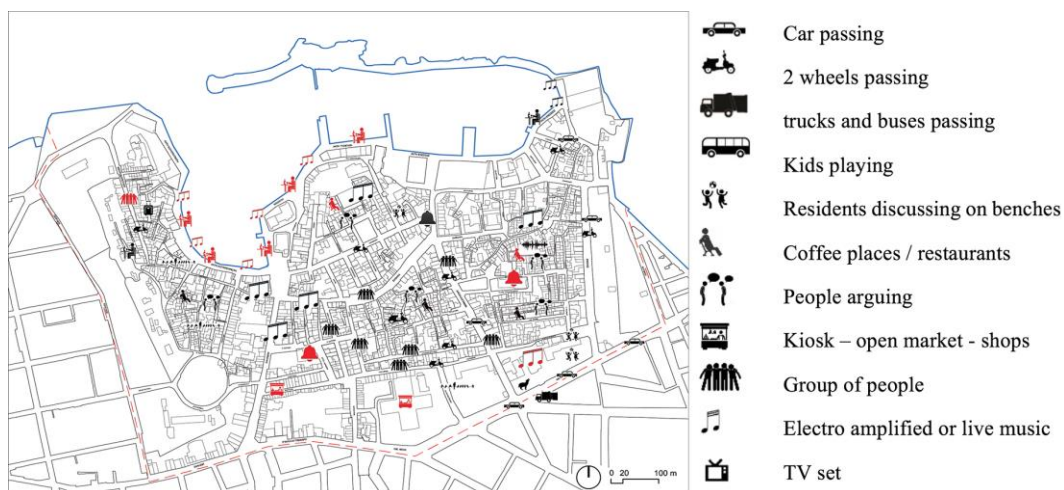 Car passing
2 wheels passing
trucks and buses passing
Kids playing
Residents discussing on benches
Coffee places / restaurants
People arguing
Kiosk – open market - shops
Group of people
Electro amplified or live music
TV set
0 20 100 m